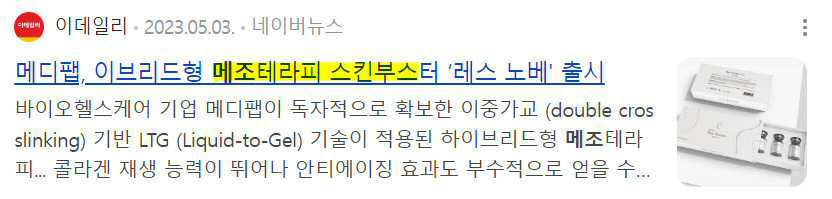 이데일리 이데일리 · 2023.05.03. · 네이버뉴스
메디팹, 이브리드형 메조테라피 스킨부스터 ‘레스 노베' 출시
바이오헬스케어 기업 메디팹이 독자적으로 확보한 이중가교 (double cros
slinking) 기반 LTG (Liquid-to-Gel) 기술이 적용된 하이브리드형 메조테라
피... 콜라겐 재생 능력이 뛰어나 안티에이징 효과도 부수적으로 얻을 수...